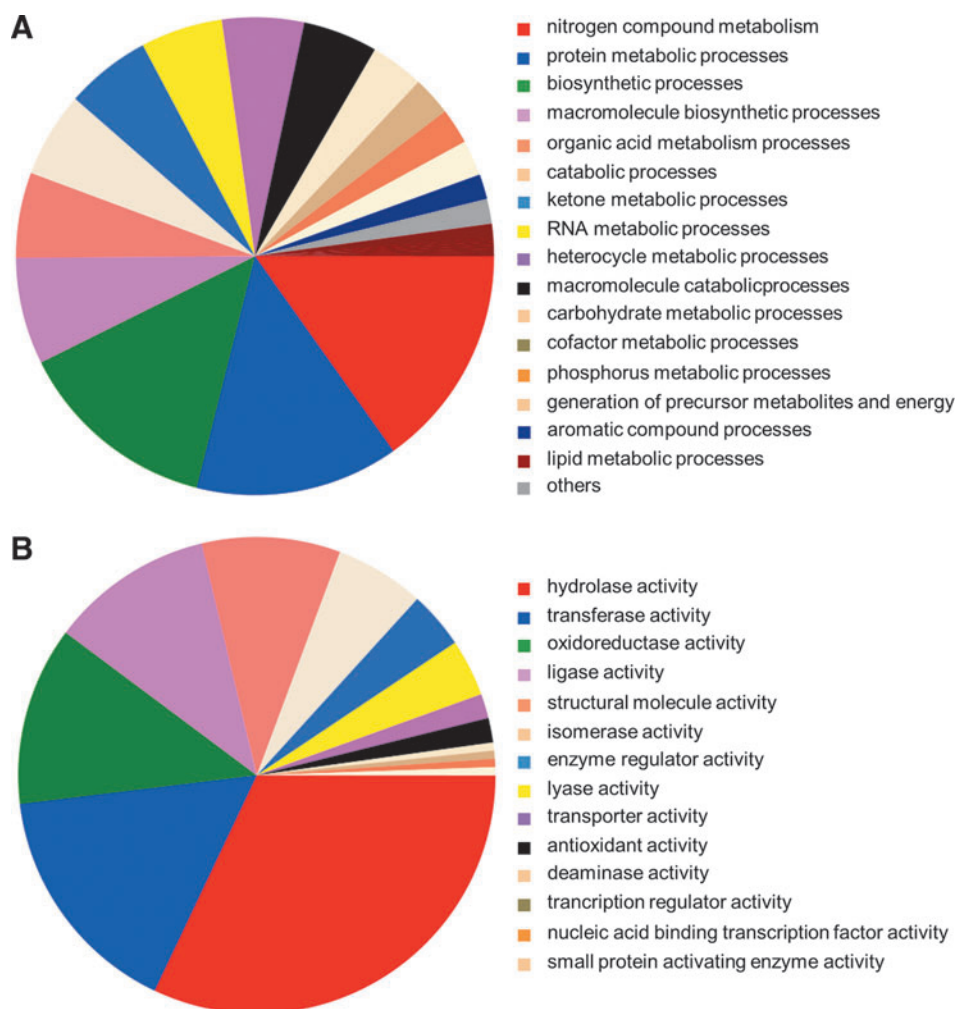 A
nitrogen compound metabolism
protein metabolic processes
biosynthetic processes
macromolecule biosynthetic processes
organic acid metabolism processes
catabolic processes
ketone metabolic processes
RNA metabolic processes
heterocycle metabolic processes
macromolecule catabolicprocesses
carbohydrate metabolic processes
cofactor metabolic processes
phosphorus metabolic processes
generation of precursor metabolites and energy
aromatic compound processes
lipid metabolic processes
others
B
hydrolase activity
transferase activity
oxidoreductase activity
ligase activity
structural molecule activity
isomerase activity
enzyme regulator activity
lyase activity
transporter activity
antioxidant activity
deaminase activity
trancription regulator activity
nucleic acid binding transcription factor activity
small protein activating enzyme activity